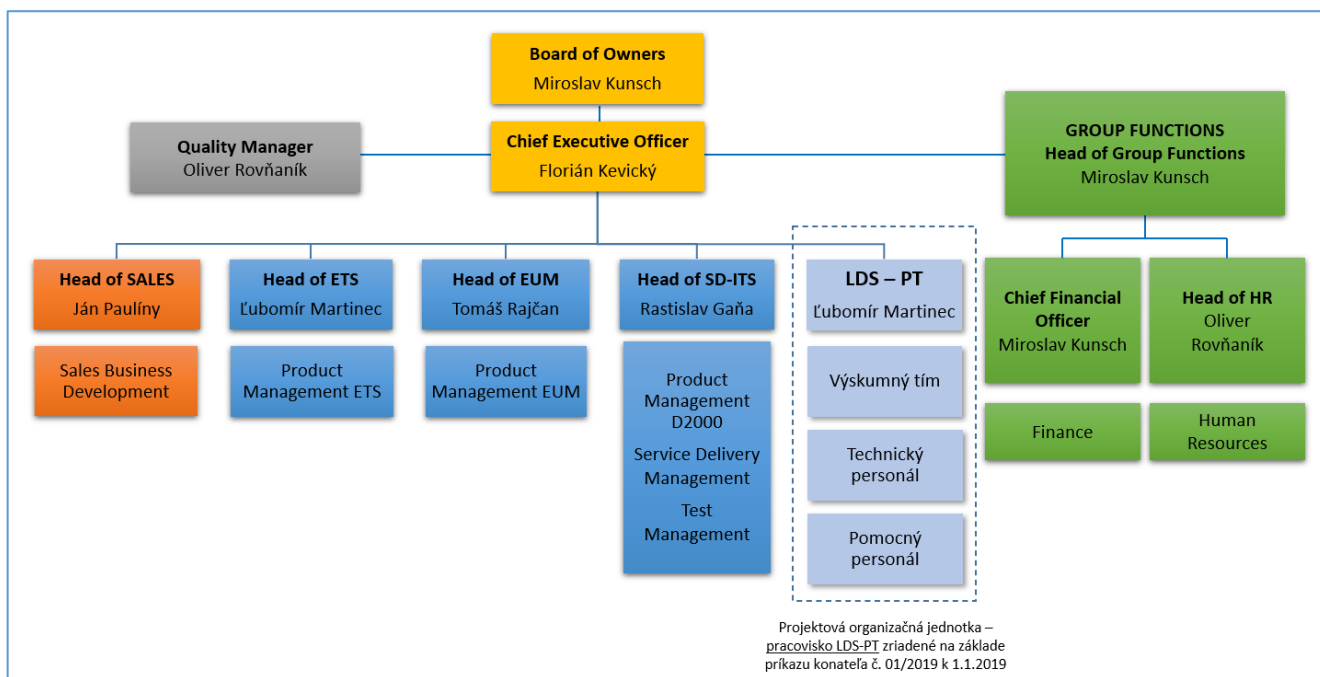 Board of Owners
Miroslav Kunsch
Quality Manager
Oliver Rovňaník
Chief Executive Officer
Florián Kevický
GROUP FUNCTIONS
Head of Group Functions
Miroslav Kunsch
Head of SALES
Ján Paulíny
Sales Business
Development
Head of ETS
Ľubomír Martinec
Product
Management ETS
Head of EUM
Tomáš Rajčan
Product
Management EUM
Head of SD-ITS
Rastislav Gaňa
Product
Management
D2000
Service Delivery
Management
Test
Management
LDS – PT
Ľubomír Martinec
Výskumný tím
Technický
personál
Pomocný
personál
Projektová organizačná jednotka –
pracovisko LDS-PT zriadené na základe
príkazu konateľa č. 01/2019 k 1.1.2019
Chief Financial
Officer
Miroslav Kunsch
Finance
Head of HR
Oliver
Rovňaník
Human
Resources